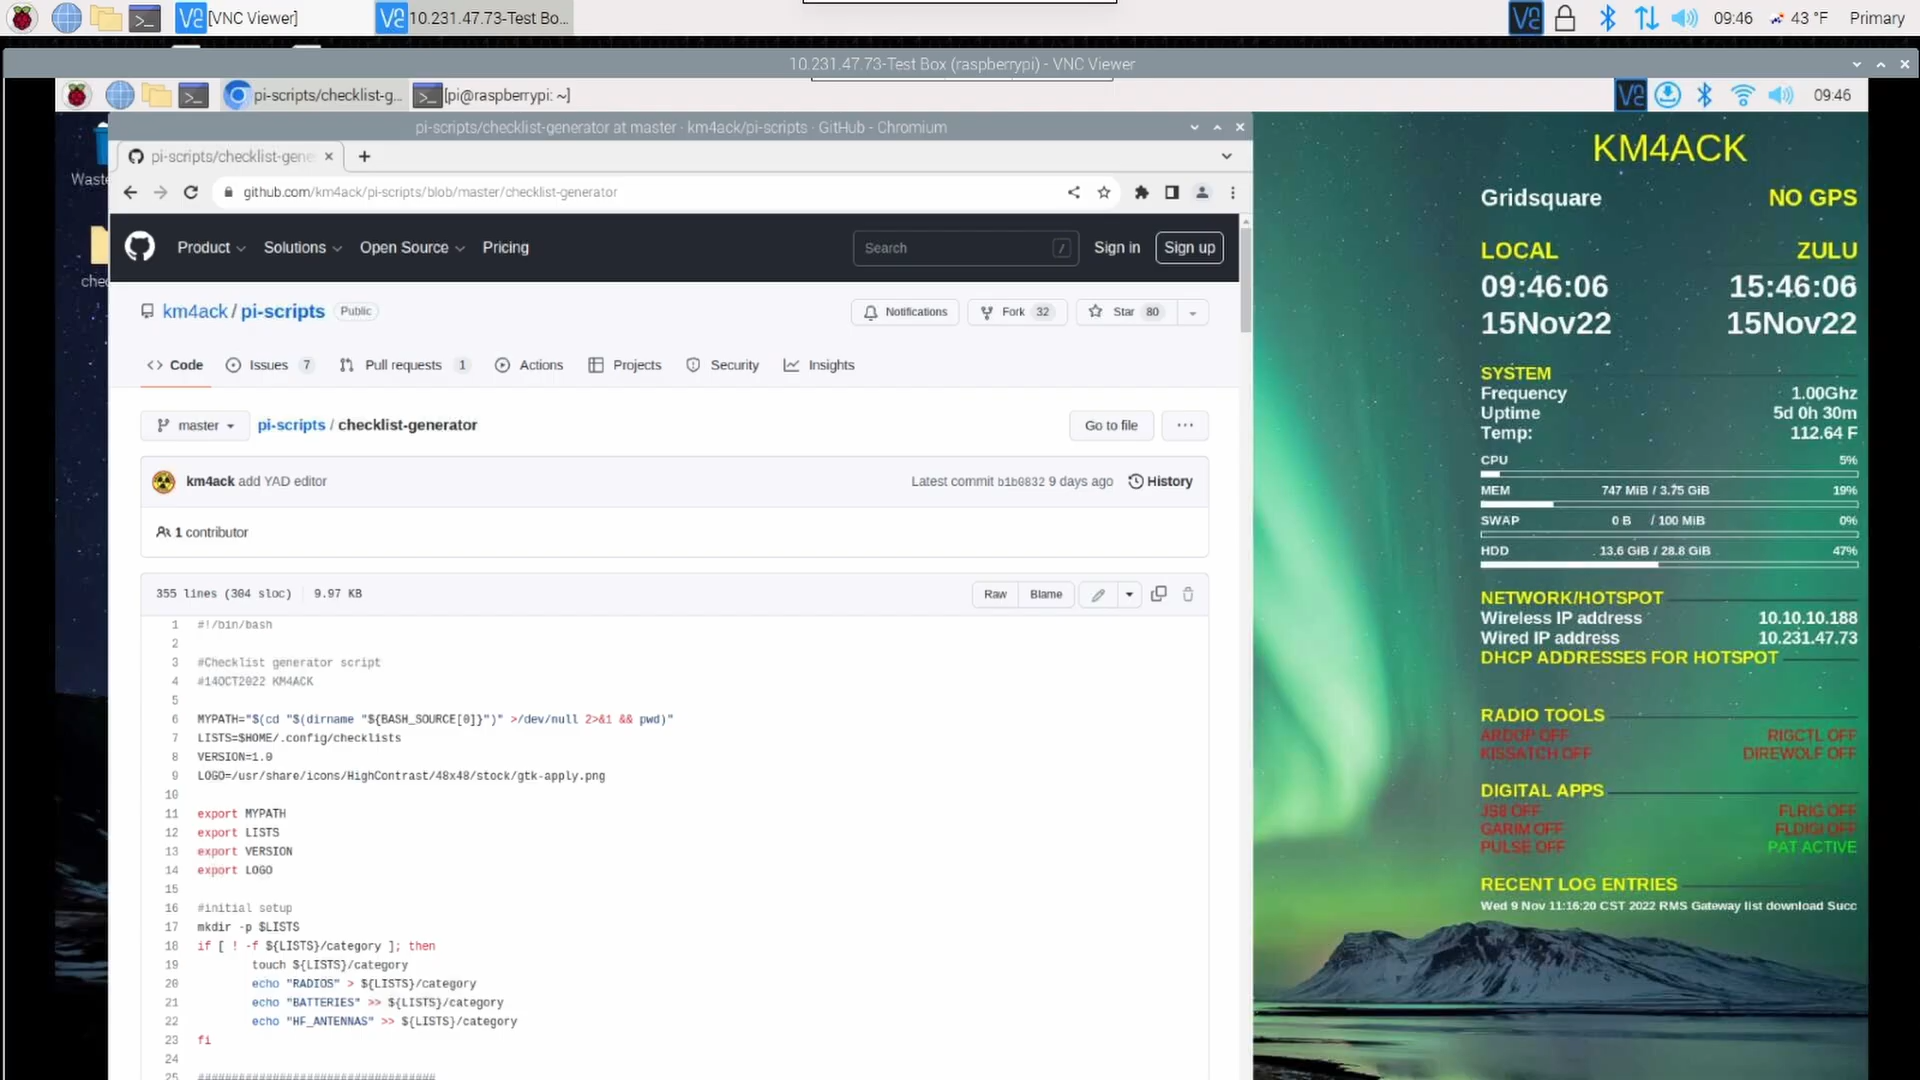 [VNC Viewer]
10.231.47.73-Test Bo...
09:46
43 °F
Primary
10.231.47.73-Test Box (raspberrypi) - VNC Viewer
pi-scripts/checklist-g...
[pi@raspberrypi: ~]
09:46
pi-scripts/checklist-generator at master · km4ack/pi-scripts · GitHub - Chromium
pi-scripts/checklist-gene
github.com/km4ack/pi-scripts/blob/master/checklist-generator
Product
Solutions
Open Source
Pricing
Search
/
Sign in
Sign up
km4ack / pi-scripts
Public
Notifications
Fork 32
Star 80
Code
Issues 7
Pull requests 1
Actions
Projects
Security
Insights
master
pi-scripts / checklist-generator
Go to file
km4ack add YAD editor
Latest commit b1b0832 9 days ago
History
1 contributor
355 lines (304 sloc)
9.97 KB
Raw
Blame
1 #!/bin/bash
2
3 #Checklist generator script
4 #14OCT2022 KM4ACK
5
6 MYPATH="$(cd "$(dirname "${BASH_SOURCE[0]}")" >/dev/null 2>&1 && pwd)"
7 LISTS=$HOME/.config/checklists
8 VERSION=1.0
9 LOGO=/usr/share/icons/HighContrast/48x48/stock/gtk-apply.png
10
11 export MYPATH
12 export LISTS
13 export VERSION
14 export LOGO
15
16 #initial setup
17 mkdir -p $LISTS
18 if [ ! -f ${LISTS}/category ]; then
19 touch ${LISTS}/category
20 echo "RADIOS" > ${LISTS}/category
21 echo "BATTERIES" >> ${LISTS}/category
22 echo "HF_ANTENNAS" >> ${LISTS}/category
23 fi
24
25 ###################################
Waste
chec
KM4ACK
Gridsquare NO GPS
LOCAL ZULU
09:46:06 15:46:06
15Nov22 15Nov22
SYSTEM
Frequency 1.00Ghz
Uptime 5d 0h 30m
Temp: 112.64 F
CPU 5%
MEM 747 MiB / 3.75 GiB 19%
SWAP 0 B / 100 MiB 0%
HDD 13.6 GiB / 28.8 GiB 47%
NETWORK/HOTSPOT
Wireless IP address 10.10.10.188
Wired IP address 10.231.47.73
DHCP ADDRESSES FOR HOTSPOT
RADIO TOOLS
ARDOP OFF RIGCTL OFF
KISSATCH OFF DIREWOLF OFF
DIGITAL APPS
JS8 OFF FLRIG OFF
GARIM OFF FLDIGI OFF
PULSE OFF PAT ACTIVE
RECENT LOG ENTRIES
Wed 9 Nov 11:16:20 CST 2022 RMS Gateway list download Succ